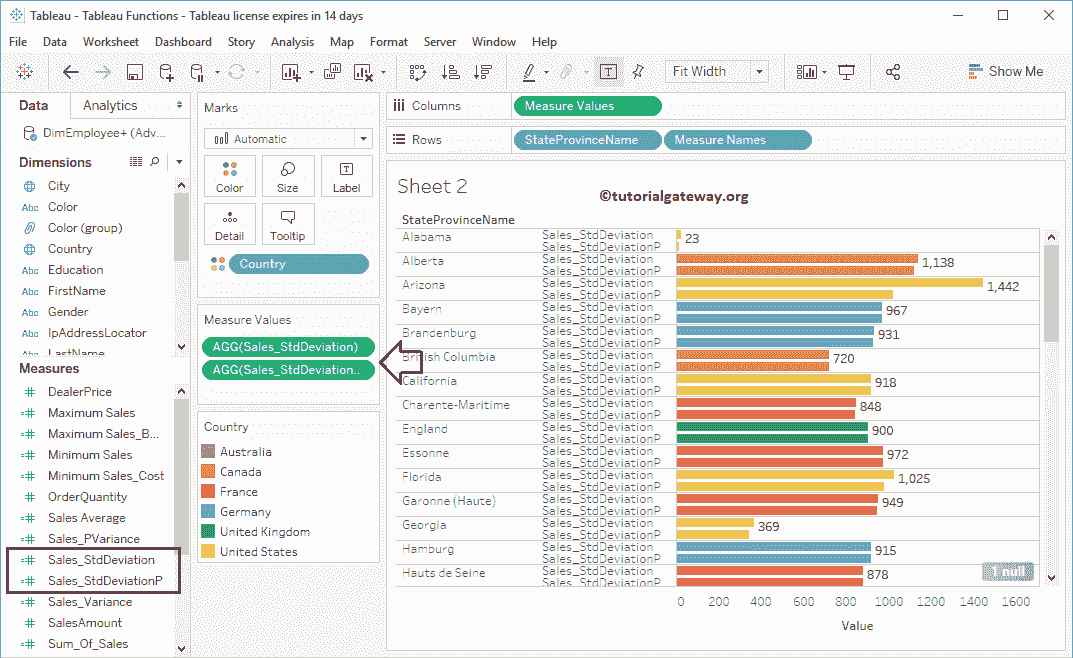 Tableau - Tableau Functions - Tableau license expires in 14 days
File Data Worksheet Dashboard Story Analysis Map Format Server Window Help
Fit Width
Show Me
Data Analytics
DimEmployee+ (Adv...
Dimensions
City
Abc Color
Color (group)
Country
Abc Education
Abc FirstName
Abc Gender
Abc IpAddressLocator
Abc LastName
Measures
DealerPrice
Maximum Sales
Maximum Sales_B...
Minimum Sales
Minimum Sales_Cost
OrderQuantity
Sales Average
Sales_PVariance
Sales_StdDeviation
Sales_StdDeviationP
Sales_Variance
SalesAmount
Sum_Of_Sales
Marks
Automatic
Color Size Label
Detail Tooltip
Country
Measure Values
AGG(Sales_StdDeviation)
AGG(Sales_StdDeviation..
Country
Australia
Canada
France
Germany
United Kingdom
United States
Columns Measure Values
Rows StateProvinceName Measure Names
Sheet 2
©tutorialgateway.org
StateProvinceName
Alabama Sales_StdDeviation 23
Sales_StdDeviationP
Alberta Sales_StdDeviation 1,138
Sales_StdDeviationP
Arizona Sales_StdDeviation 1,442
Sales_StdDeviationP
Bayern Sales_StdDeviation 967
Sales_StdDeviationP
Brandenburg Sales_StdDeviation 931
Sales_StdDeviationP
British Columbia Sales_StdDeviation 720
Sales_StdDeviationP
California Sales_StdDeviation 918
Sales_StdDeviationP
Charente-Maritime Sales_StdDeviation 848
Sales_StdDeviationP
England Sales_StdDeviation 900
Sales_StdDeviationP
Essonne Sales_StdDeviation 972
Sales_StdDeviationP
Florida Sales_StdDeviation 1,025
Sales_StdDeviationP
Garonne (Haute) Sales_StdDeviation 949
Sales_StdDeviationP
Georgia Sales_StdDeviation 369
Sales_StdDeviationP
Hamburg Sales_StdDeviation 915
Sales_StdDeviationP
Hauts de Seine Sales_StdDeviation 878
Sales_StdDeviationP
1 null
0 200 400 600 800 1000 1200 1400 1600
Value